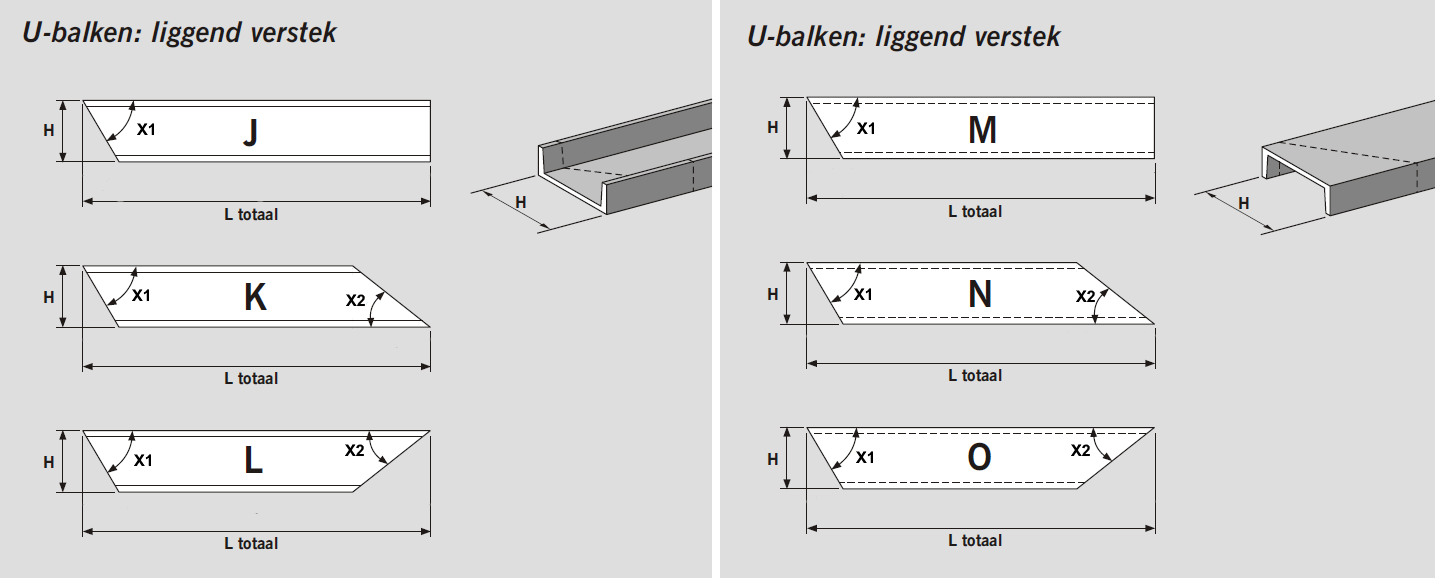 U-balken: liggend verstek
H
X1
J
L totaal
H
H
X1
K
X2
L totaal
H
X1
L
X2
L totaal
U-balken: liggend verstek
H
X1
M
L totaal
H
H
X1
N
X2
L totaal
H
X1
O
X2
L totaal